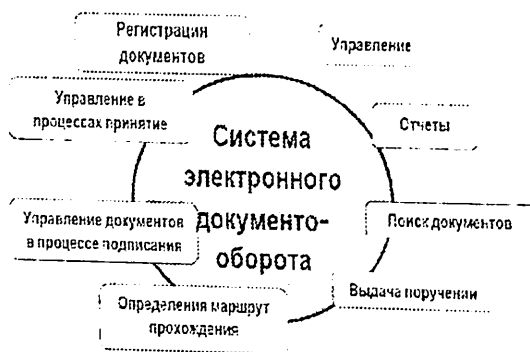 Регистрация
документов
Управление
Управление в
процессах принятие
Отчеты
Система
электронного
документо-
оборота
Управление документов
в процессе подписания
Поиск документов
Выдача поручении
Определения маршрут
прохождения